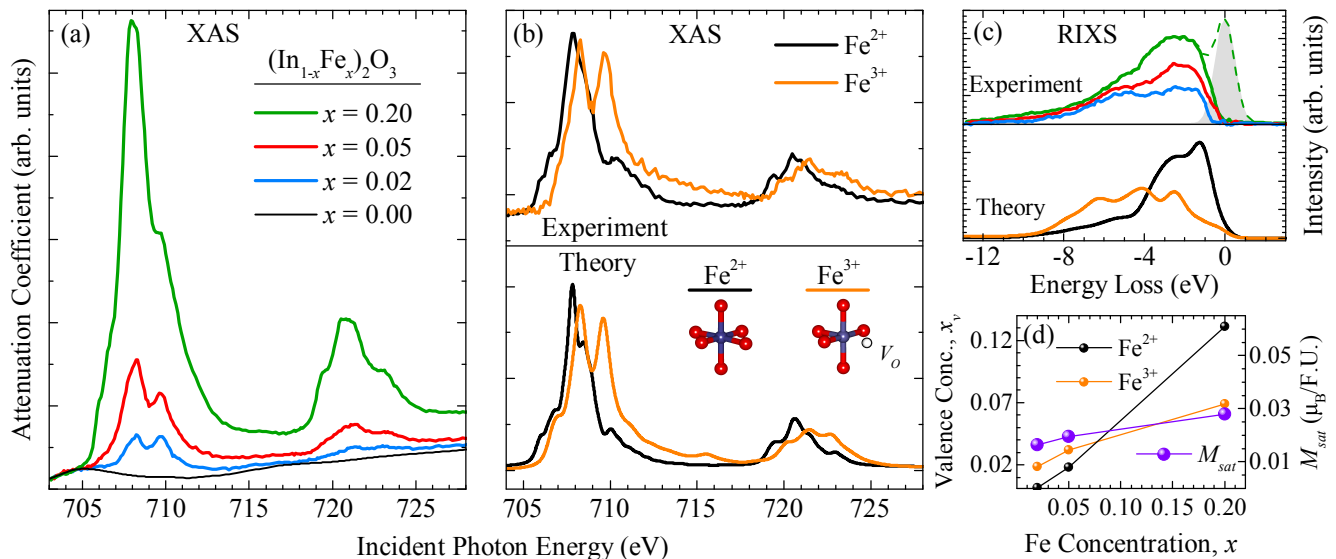 (a)
XAS
(In1-xFex)2O3
x = 0.20
x = 0.05
x = 0.02
x = 0.00
Attenuation Coefficient (arb. units)
705
710
715
720
725
(b)
XAS
Fe2+
Fe3+
Experiment
Theory
Fe2+
Fe3+
VO
705
710
715
720
725
Incident Photon Energy (eV)
(c)
RIXS
Experiment
Theory
Intensity (arb. units)
-12
-8
-4
0
Energy Loss (eV)
(d)
Fe2+
Fe3+
Msat
Valence Conc., xv
0.12
0.07
0.02
0.05
0.03
0.01
Msat (μB/F.U.)
0.05
0.10
0.15
0.20
Fe Concentration, x